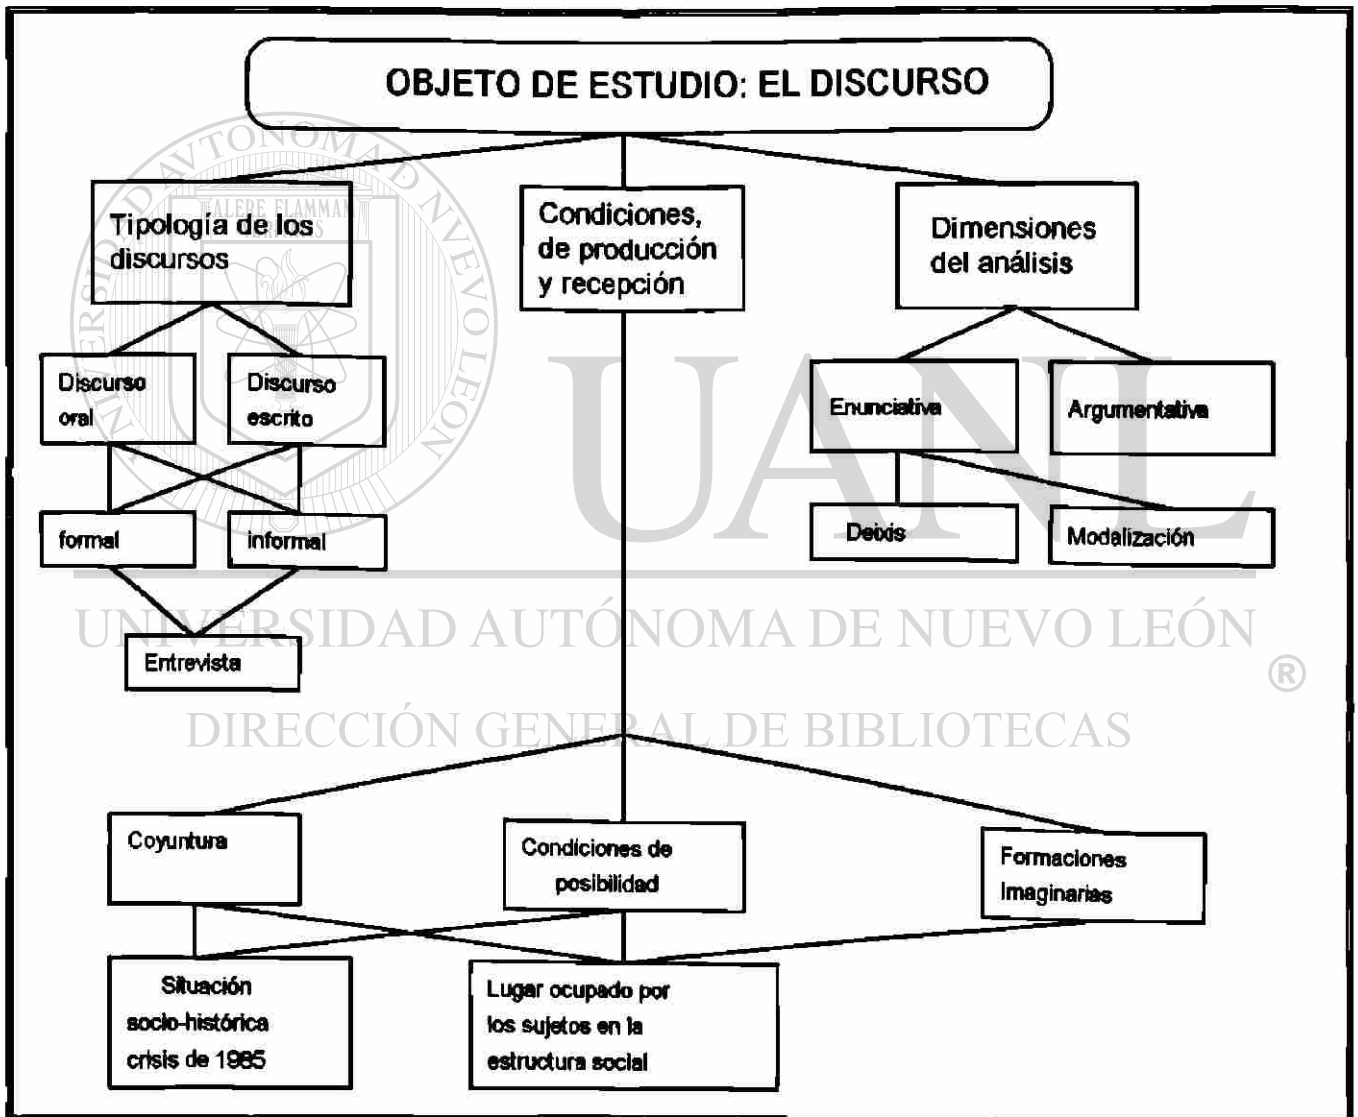 OBJETO DE ESTUDIO: EL DISCURSO
Tipología de los
discursos
Condiciones,
de producción
y recepción
Dimensiones
del análisis
Discurso
oral
Discurso
escrito
Enunciativa
Argumentativa
formal
informal
Deixis
Modalización
Entrevista
Coyuntura
Condiciones de
posibilidad
Formaciones
Imaginarias
Situación
socio-histórica
crisis de 1985
Lugar ocupado por
los sujetos en la
estructura social
UANL
UNIVERSIDAD AUTÓNOMA DE NUEVO LEÓN
®
DIRECCIÓN GENERAL DE BIBLIOTECAS
ALERE FLAMMAM